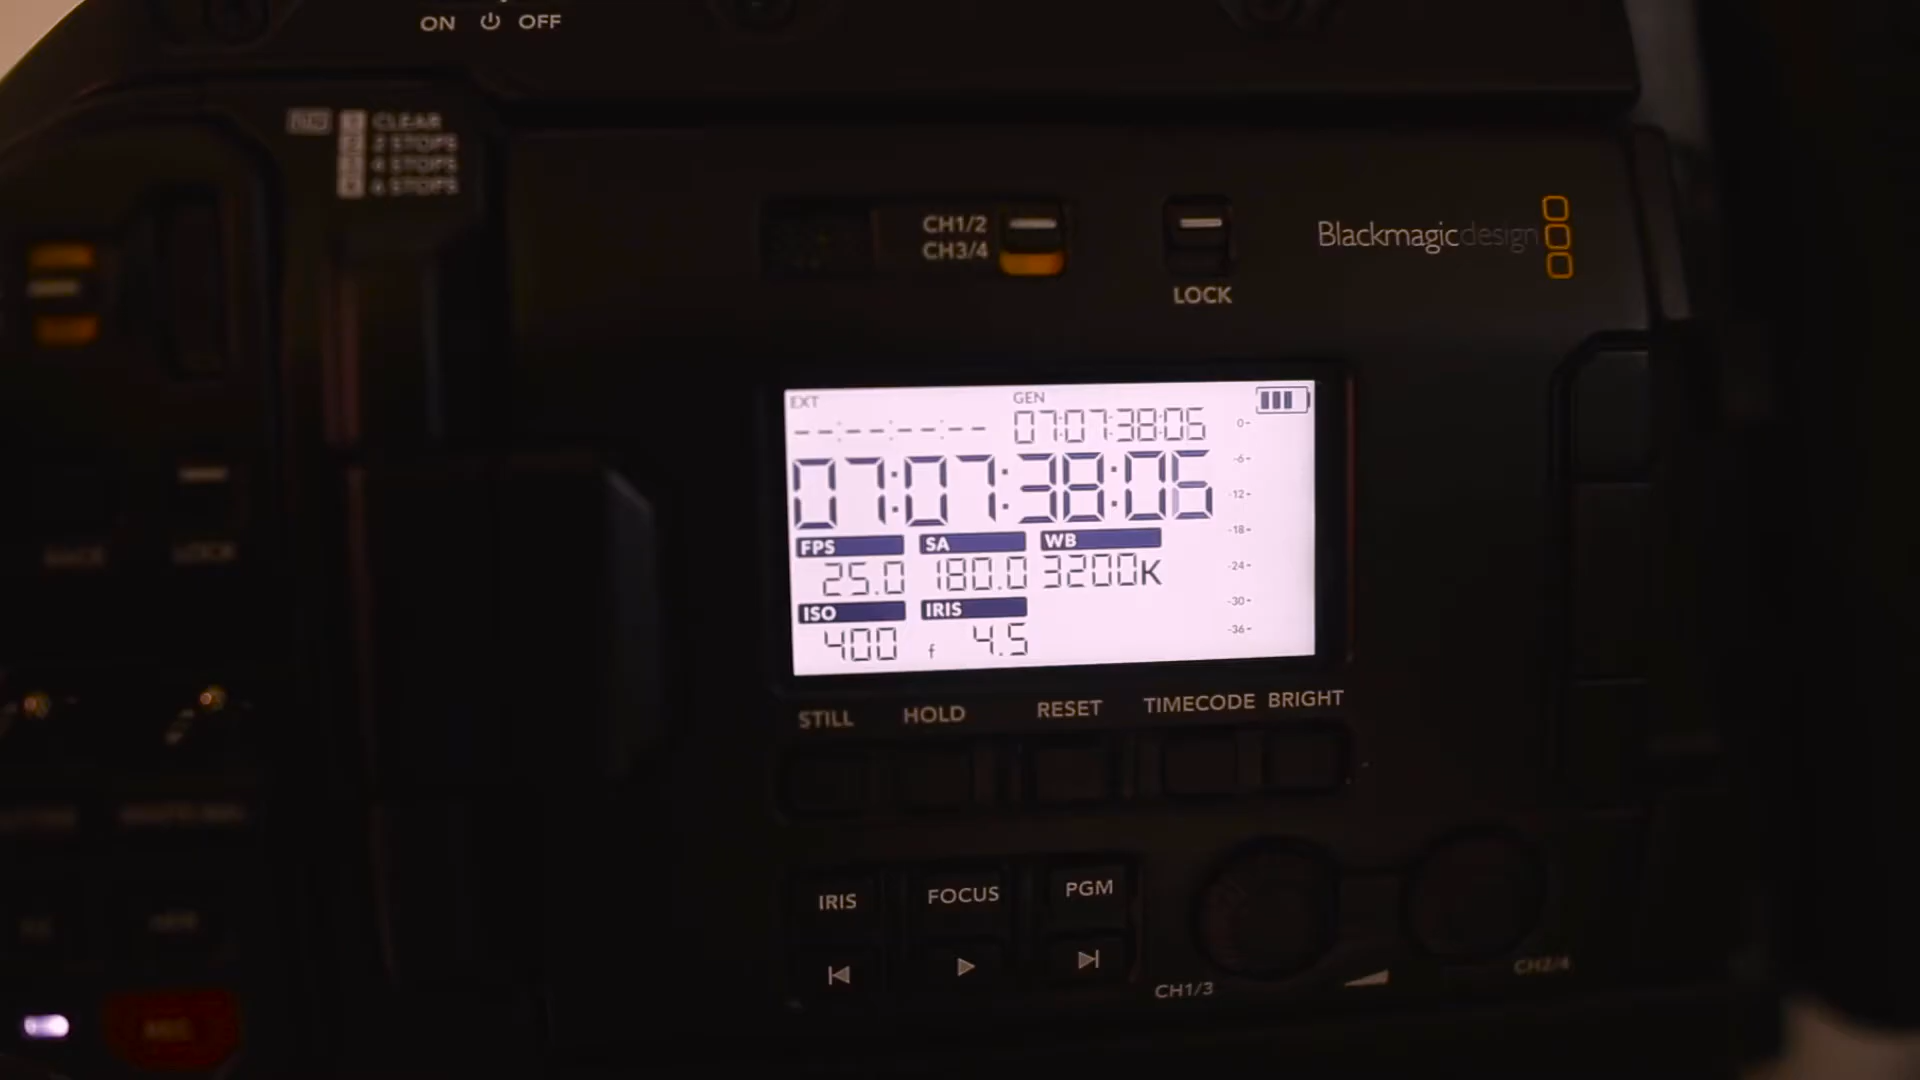 ON OFF
CLEAR
2 STOPS
4 STOPS
6 STOPS
CH1/2
CH3/4
LOCK
Blackmagicdesign
EXT GEN
--:--:--:-- 07:07:38:05
07:07:38:05
FPS SA WB
25.0 180.0 3200K
ISO IRIS
400 f 4.5
0-
-6-
-12-
-18-
-24-
-30-
-36-
STILL HOLD RESET TIMECODE BRIGHT
LOCK
IRIS FOCUS PGM
CH1/3 CH2/4